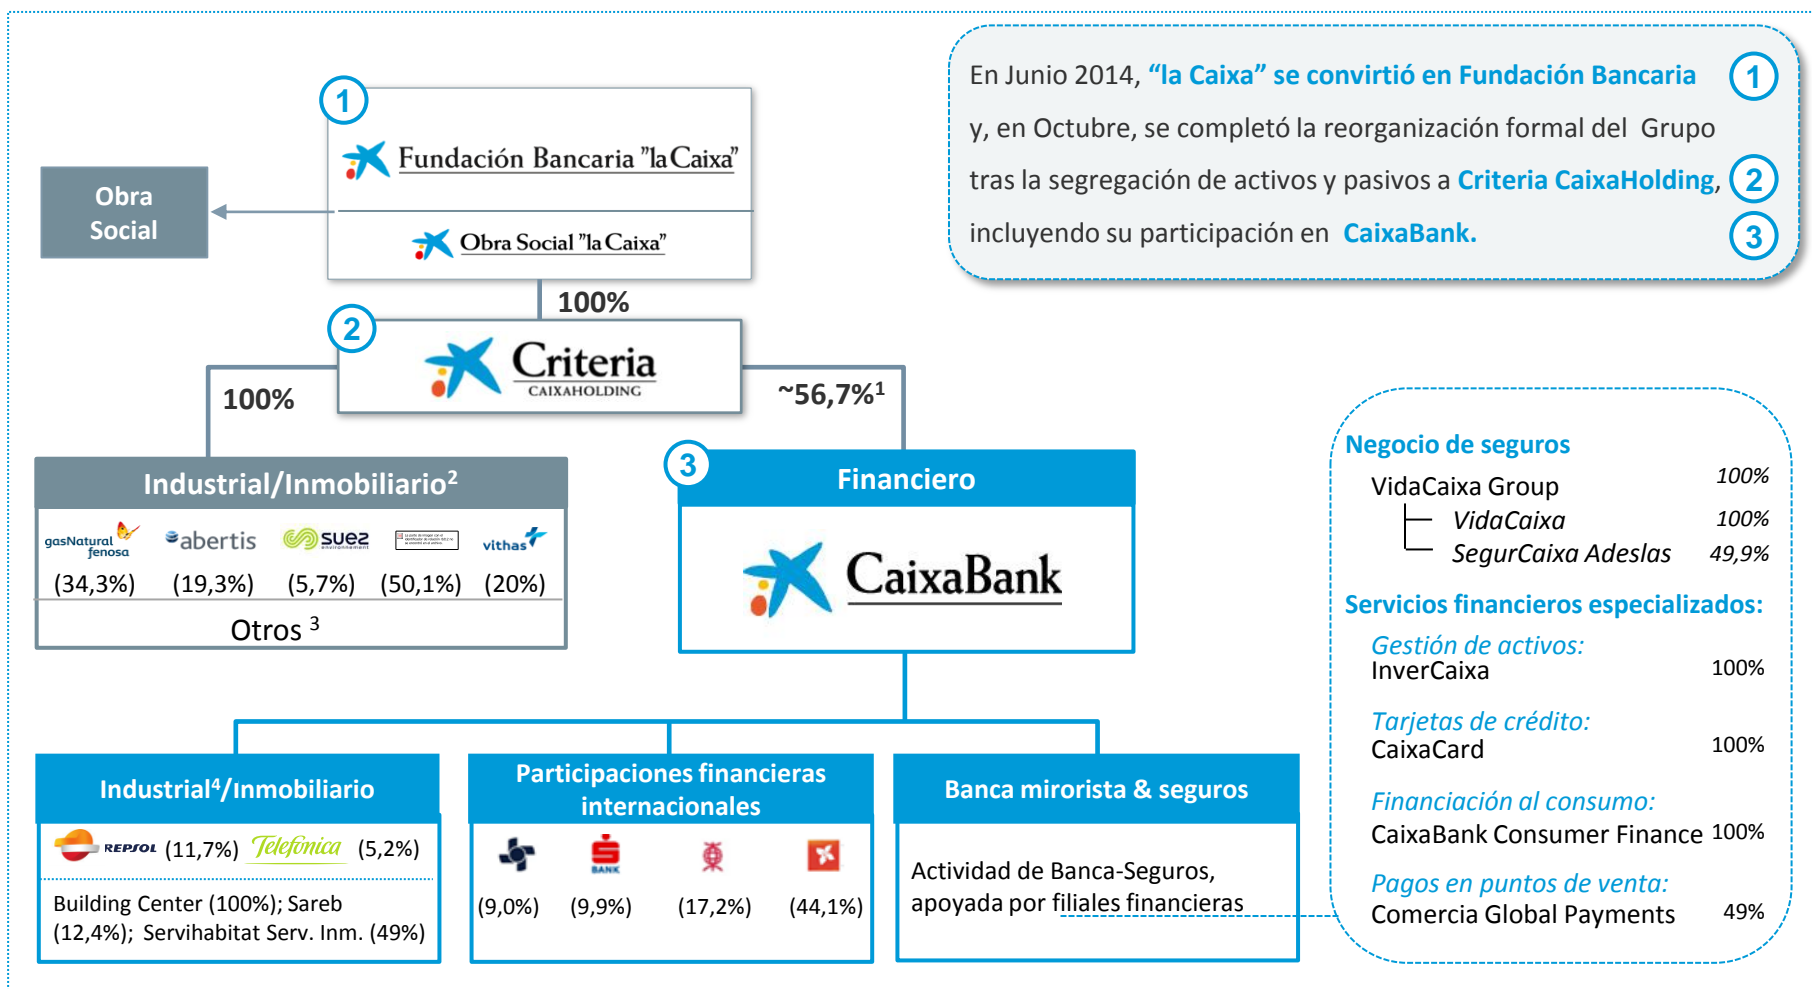 En Junio 2014, “la Caixa” se convirtió en Fundación Bancaria 1
y, en Octubre, se completó la reorganización formal del Grupo
tras la segregación de activos y pasivos a Criteria CaixaHolding, 2
incluyendo su participación en CaixaBank. 3
1
Fundación Bancaria ”la Caixa”
Obra Social ”la Caixa”
Obra
Social
100%
2
Criteria
CAIXAHOLDING
100%
~56,7%1
Industrial/Inmobiliario2
gasNatural
fenosa
abertis
suez
environnement
vithas
(34,3%) (19,3%) (5,7%) (50,1%) (20%)
Otros 3
3
Financiero
CaixaBank
Industrial4/Inmobiliario
REPSOL (11,7%) Telefónica (5,2%)
Building Center (100%); Sareb
(12,4%); Servihabitat Serv. Inm. (49%)
Participaciones financieras
internacionales
BANK
(9,0%) (9,9%) (17,2%) (44,1%)
Banca mirorista & seguros
Actividad de Banca-Seguros,
apoyada por filiales financieras
Negocio de seguros
VidaCaixa Group 100%
VidaCaixa 100%
SegurCaixa Adeslas 49,9%
Servicios financieros especializados:
Gestión de activos:
InverCaixa 100%
Tarjetas de crédito:
CaixaCard 100%
Financiación al consumo:
CaixaBank Consumer Finance 100%
Pagos en puntos de venta:
Comercia Global Payments 49%